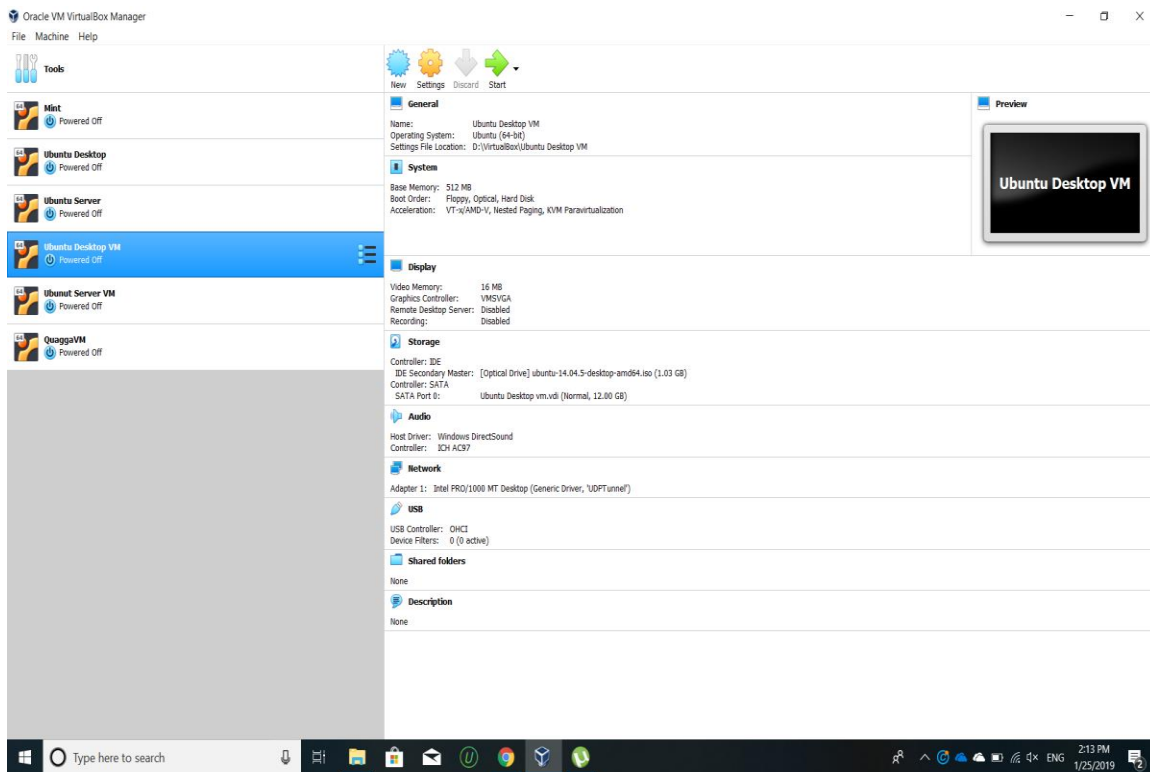 Oracle VM VirtualBox Manager
File Machine Help
Tools
New Settings Discard Start
64 Mint
Powered Off
64 Ubuntu Desktop
Powered Off
64 Ubuntu Server
Powered Off
64 Ubuntu Desktop VM
Powered Off
64 Ubunut Server VM
Powered Off
64 QuaggaVM
Powered Off
General
Name: Ubuntu Desktop VM
Operating System: Ubuntu (64-bit)
Settings File Location: D:\VirtualBox\Ubuntu Desktop VM
System
Base Memory: 512 MB
Boot Order: Floppy, Optical, Hard Disk
Acceleration: VT-x/AMD-V, Nested Paging, KVM Paravirtualization
Preview
Ubuntu Desktop VM
Display
Video Memory: 16 MB
Graphics Controller: VMSVGA
Remote Desktop Server: Disabled
Recording: Disabled
Storage
Controller: IDE
IDE Secondary Master: [Optical Drive] ubuntu-14.04.5-desktop-amd64.iso (1.03 GB)
Controller: SATA
SATA Port 0: Ubuntu Desktop vm.vdi (Normal, 12.00 GB)
Audio
Host Driver: Windows DirectSound
Controller: ICH AC97
Network
Adapter 1: Intel PRO/1000 MT Desktop (Generic Driver, 'UDPTunnel')
USB
USB Controller: OHCI
Device Filters: 0 (0 active)
Shared folders
None
Description
None
Type here to search
ENG
2:13 PM
1/25/2019
2